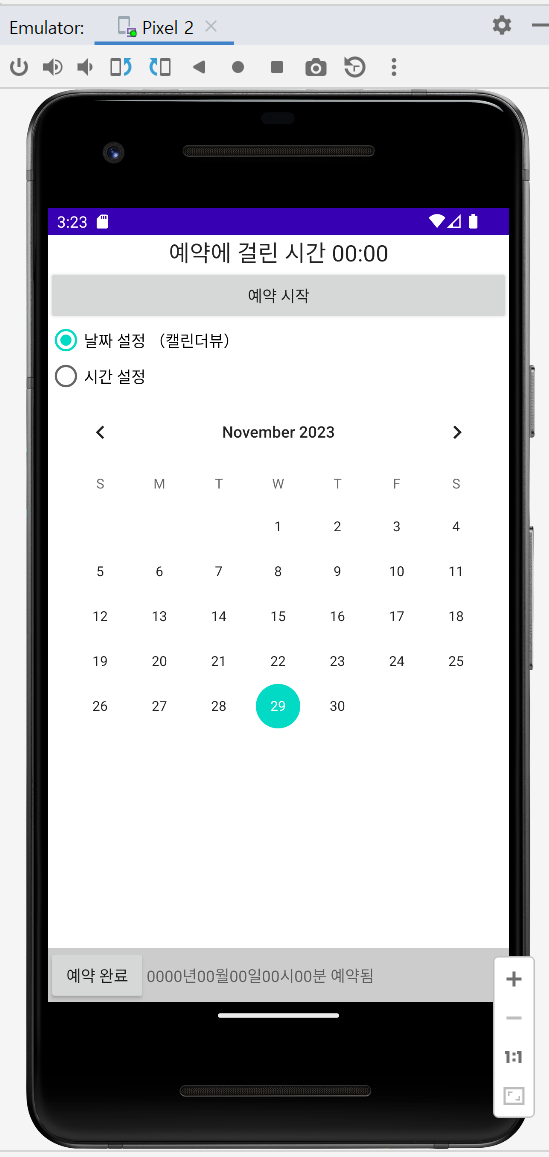 Emulator: Pixel 2
3:23
예약에 걸린 시간 00:00
예약 시작
날짜 설정 (캘린더뷰)
시간 설정
November 2023
S M T W T F S
1 2 3 4
5 6 7 8 9 10 11
12 13 14 15 16 17 18
19 20 21 22 23 24 25
26 27 28 29 30
예약 완료 0000년00월00일00시00분 예약됨
1:1